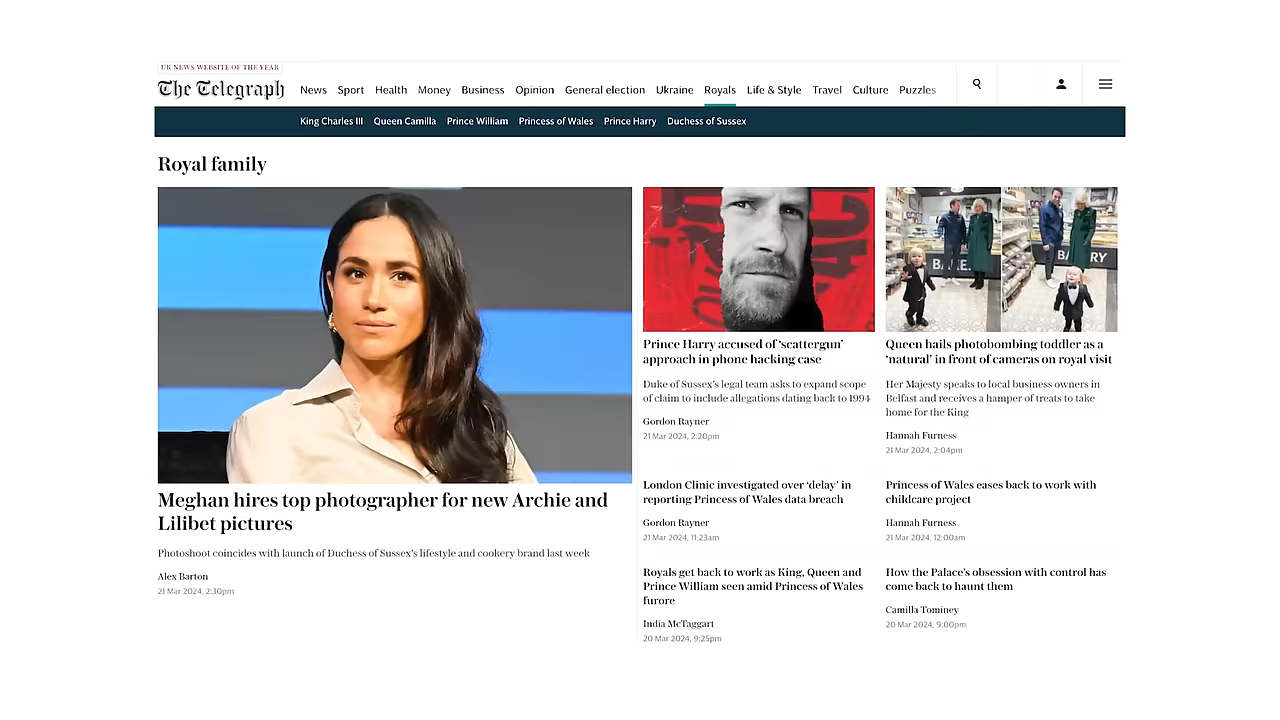 UK NEWS WEBSITE OF THE YEAR
The Telegraph
News Sport Health Money Business Opinion General election Ukraine Royals Life & Style Travel Culture Puzzles
King Charles III Queen Camilla Prince William Princess of Wales Prince Harry Duchess of Sussex
Royal family
Meghan hires top photographer for new Archie and
Lilibet pictures
Photoshoot coincides with launch of Duchess of Sussex's lifestyle and cookery brand last week
Alex Barton
21 Mar 2024, 2:30pm
Prince Harry accused of 'scattergun'
approach in phone hacking case
Duke of Sussex's legal team asks to expand scope
of claim to include allegations dating back to 1994
Gordon Rayner
21 Mar 2024, 2:20pm
BAKERY
Queen hails photobombing toddler as a
'natural' in front of cameras on royal visit
Her Majesty speaks to local business owners in
Belfast and receives a hamper of treats to take
home for the King
Hannah Furness
21 Mar 2024, 2:04pm
London Clinic investigated over 'delay' in
reporting Princess of Wales data breach
Gordon Rayner
21 Mar 2024, 11:23am
Princess of Wales eases back to work with
childcare project
Hannah Furness
21 Mar 2024, 12:00am
Royals get back to work as King, Queen and
Prince William seen amid Princess of Wales
furore
India McTaggart
20 Mar 2024, 9:25pm
How the Palace's obsession with control has
come back to haunt them
Camilla Tominey
20 Mar 2024, 9:00pm